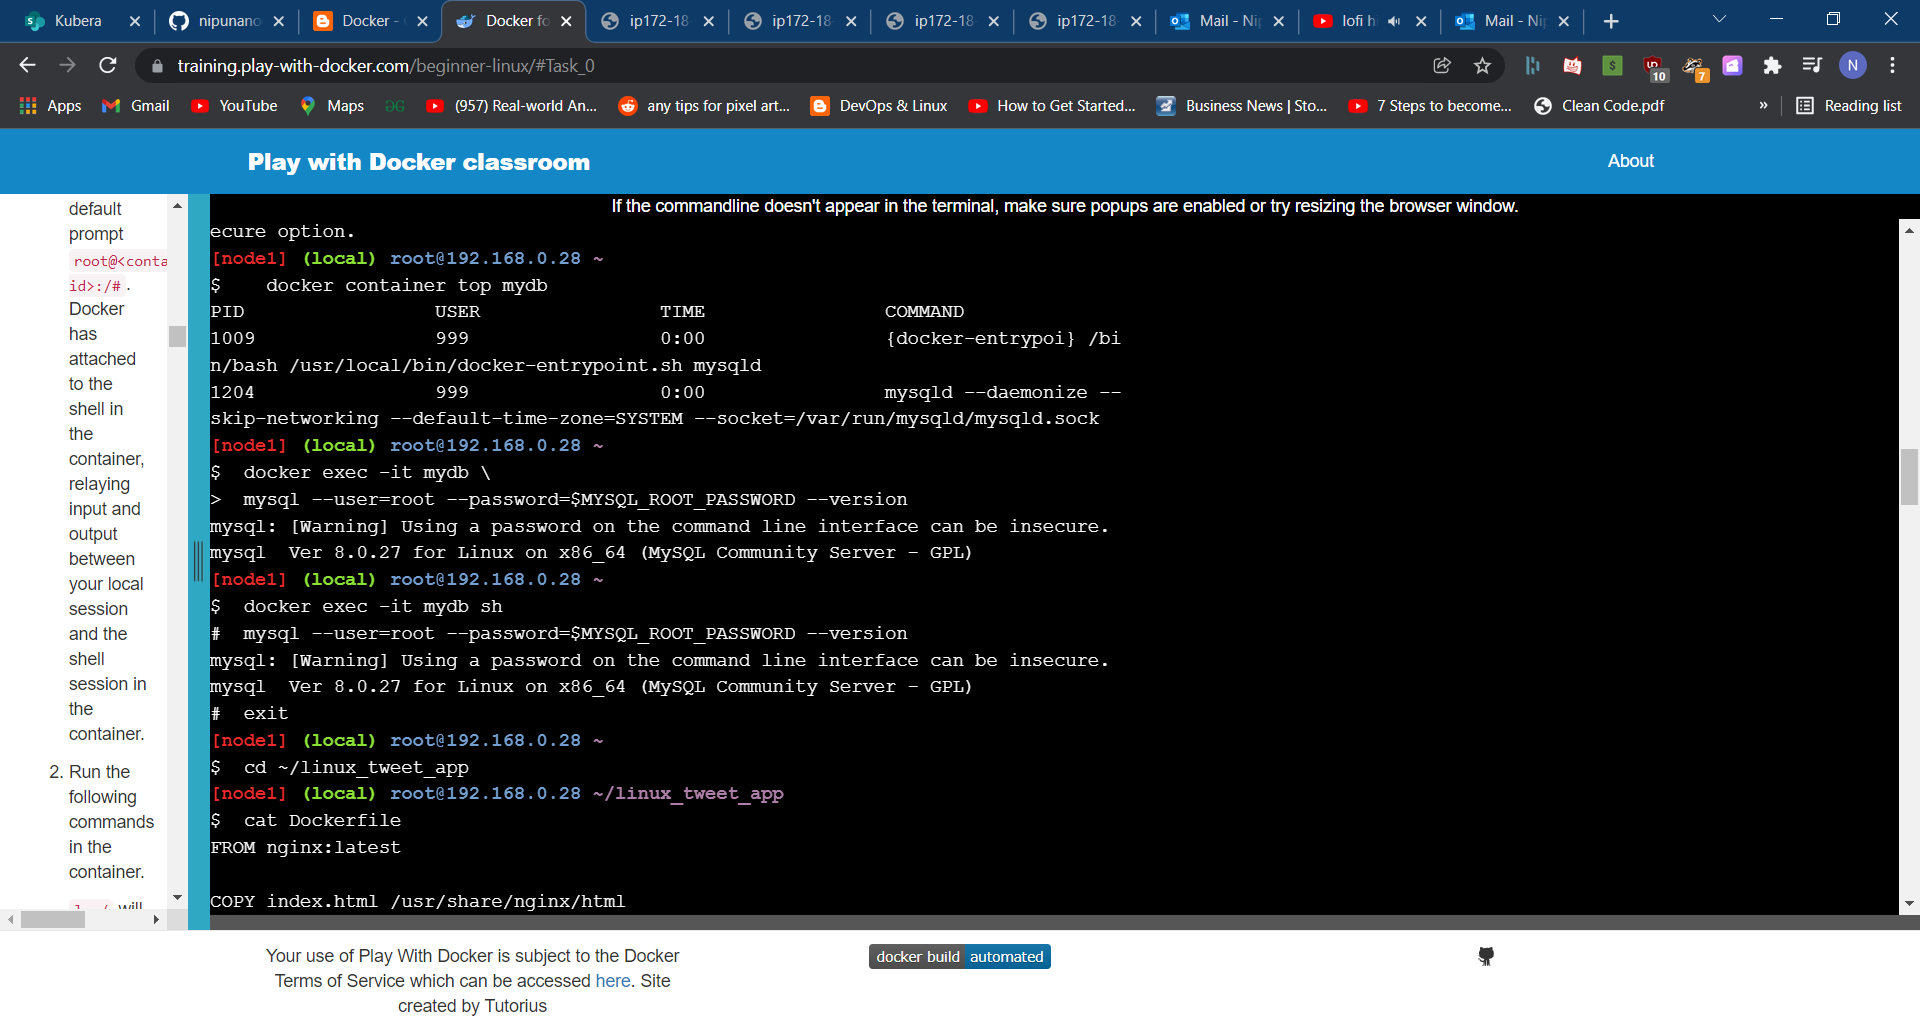 Kubera
nipunano
Docker -
Docker fo
ip172-18-
ip172-18-
ip172-18
ip172-18-
Mail - Nip
lofi hi
Mail - Nip
training.play-with-docker.com/beginner-linux/#Task_0
10
7
N
Apps
Gmail
YouTube
Maps
(957) Real-world An...
any tips for pixel art...
DevOps & Linux
How to Get Started...
Business News | Sto...
7 Steps to become...
Clean Code.pdf
»
Reading list
Play with Docker classroom
About
default
prompt
root@<conta
id>:/# .
Docker
has
attached
to the
shell in
the
container,
relaying
input and
output
between
your local
session
and the
shell
session in
the
container.
2. Run the
following
commands
in the
container.
If the commandline doesn't appear in the terminal, make sure popups are enabled or try resizing the browser window.
ecure option.
[node1] (local) root@192.168.0.28 ~
$ docker container top mydb
PID USER TIME COMMAND
1009 999 0:00 {docker-entrypoi} /bi
n/bash /usr/local/bin/docker-entrypoint.sh mysqld
1204 999 0:00 mysqld --daemonize --
skip-networking --default-time-zone=SYSTEM --socket=/var/run/mysqld/mysqld.sock
[node1] (local) root@192.168.0.28 ~
$ docker exec -it mydb \
> mysql --user=root --password=$MYSQL_ROOT_PASSWORD --version
mysql: [Warning] Using a password on the command line interface can be insecure.
mysql Ver 8.0.27 for Linux on x86_64 (MySQL Community Server - GPL)
[node1] (local) root@192.168.0.28 ~
$ docker exec -it mydb sh
# mysql --user=root --password=$MYSQL_ROOT_PASSWORD --version
mysql: [Warning] Using a password on the command line interface can be insecure.
mysql Ver 8.0.27 for Linux on x86_64 (MySQL Community Server - GPL)
# exit
[node1] (local) root@192.168.0.28 ~
$ cd ~/linux_tweet_app
[node1] (local) root@192.168.0.28 ~/linux_tweet_app
$ cat Dockerfile
FROM nginx:latest
COPY index.html /usr/share/nginx/html
Your use of Play With Docker is subject to the Docker
Terms of Service which can be accessed here. Site
created by Tutorius
docker build automated